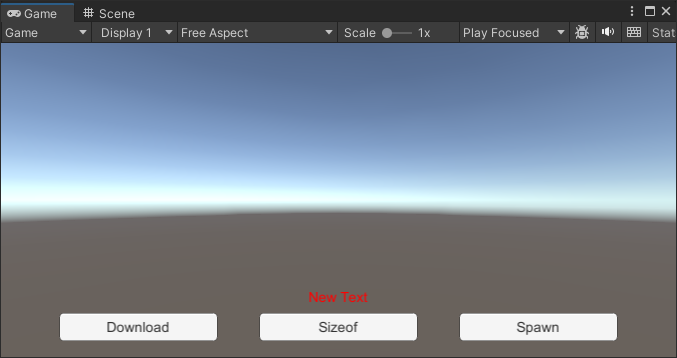 Game
Scene
Game Display 1 Free Aspect Scale 1x Play Focused Stat
New Text
Download Sizeof Spawn